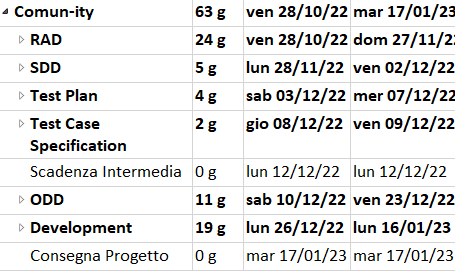 Comun-ity 63 g ven 28/10/22 mar 17/01/23
RAD 24 g ven 28/10/22 dom 27/11/22
SDD 5 g lun 28/11/22 ven 02/12/22
Test Plan 4 g sab 03/12/22 mer 07/12/22
Test Case 2 g gio 08/12/22 ven 09/12/22
Specification
Scadenza Intermedia 0 g lun 12/12/22 lun 12/12/22
ODD 11 g sab 10/12/22 ven 23/12/22
Development 19 g lun 26/12/22 lun 16/01/23
Consegna Progetto 0 g mar 17/01/23 mar 17/01/23